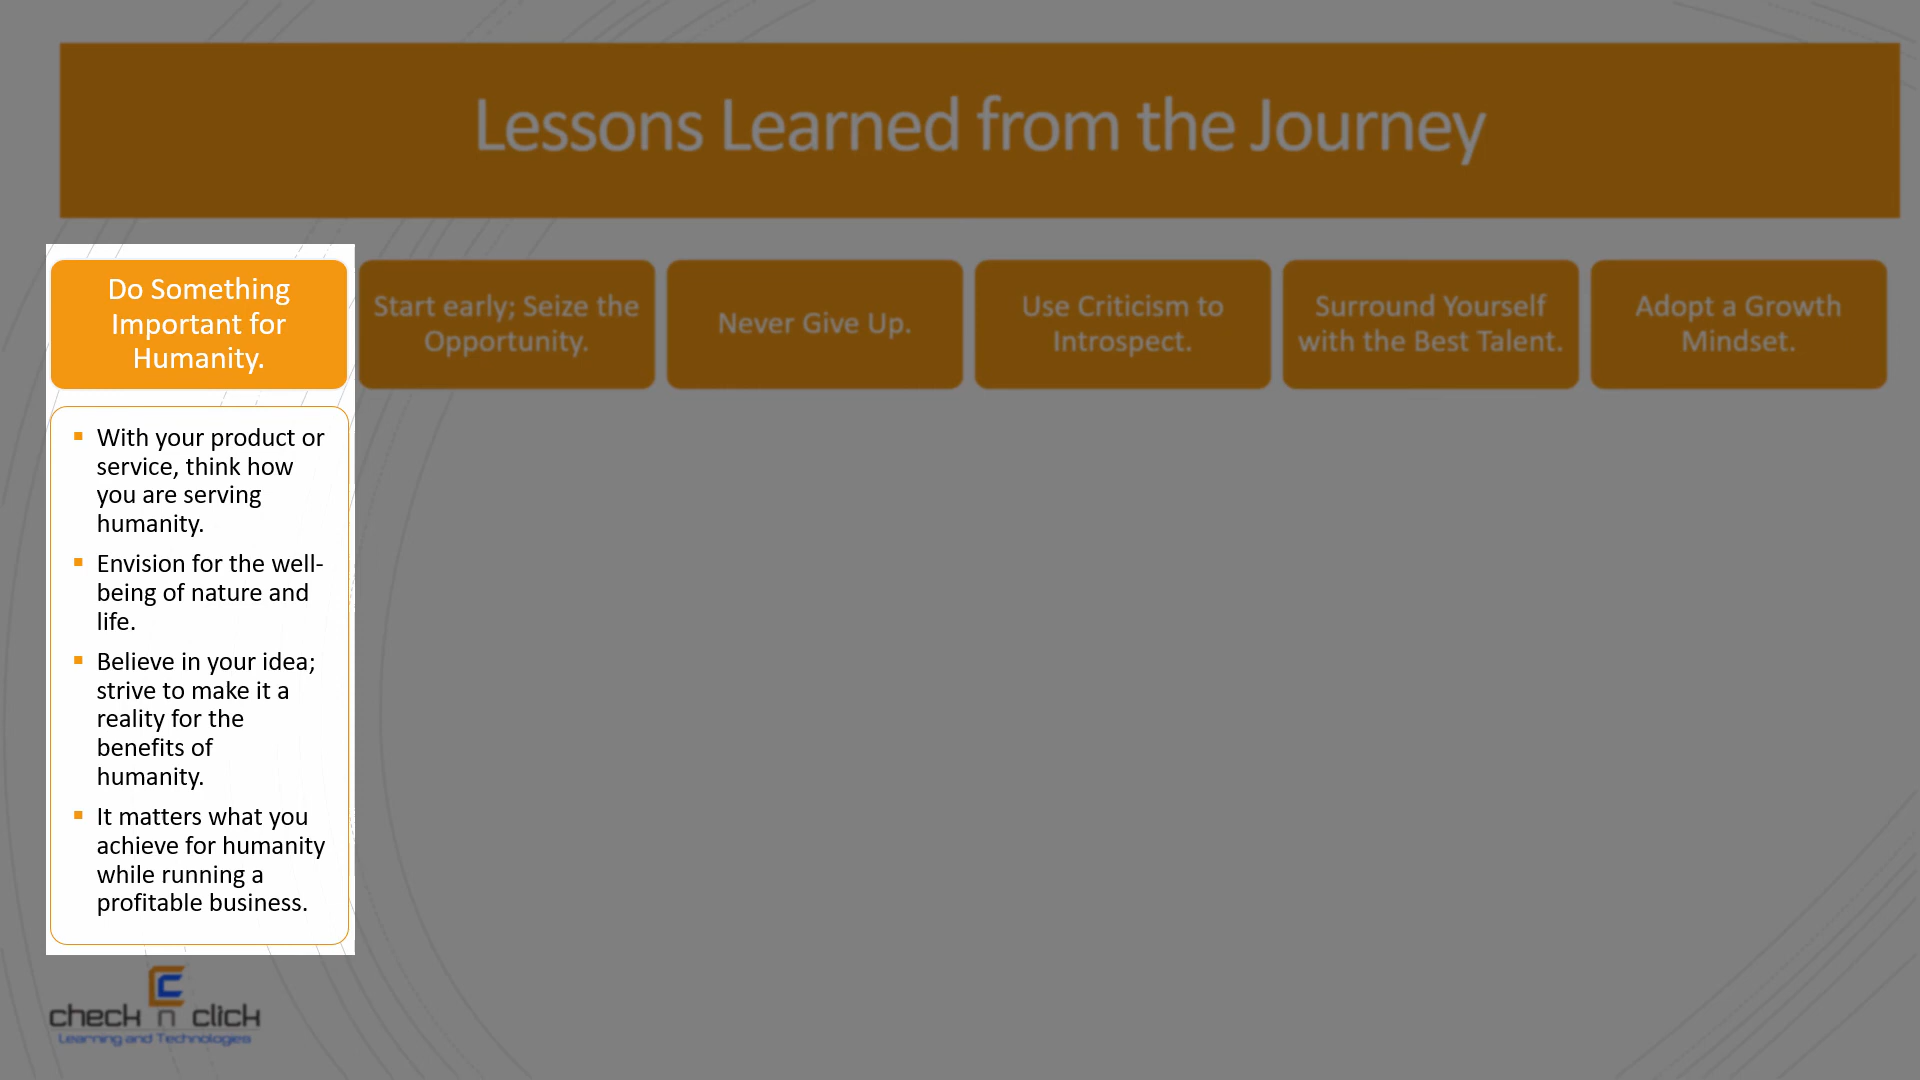 Lessons Learned from the Journey
Do Something
Important for
Humanity.
Start early; Seize the
Opportunity.
Never Give Up.
Use Criticism to
Introspect.
Surround Yourself
with the Best Talent.
Adopt a Growth
Mindset.
With your product or
service, think how
you are serving
humanity.
Envision for the well-
being of nature and
life.
Believe in your idea;
strive to make it a
reality for the
benefits of
humanity.
It matters what you
achieve for humanity
while running a
profitable business.
check n click
Learning and Technologies